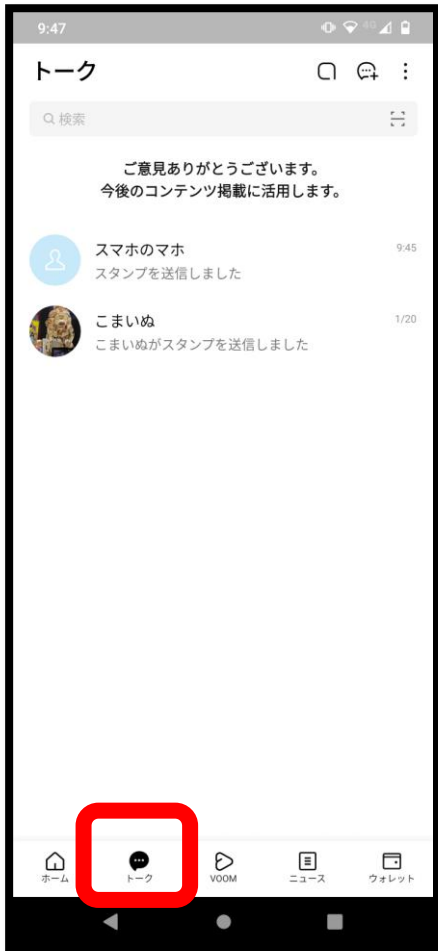 9:47
4G
トーク
検索
ご意見ありがとうございます。
今後のコンテンツ掲載に活用します。
スマホのマホ
9:45
スタンプを送信しました
こまいぬ
1/20
こまいぬがスタンプを送信しました
ホーム
トーク
VOOM
ニュース
ウォレット